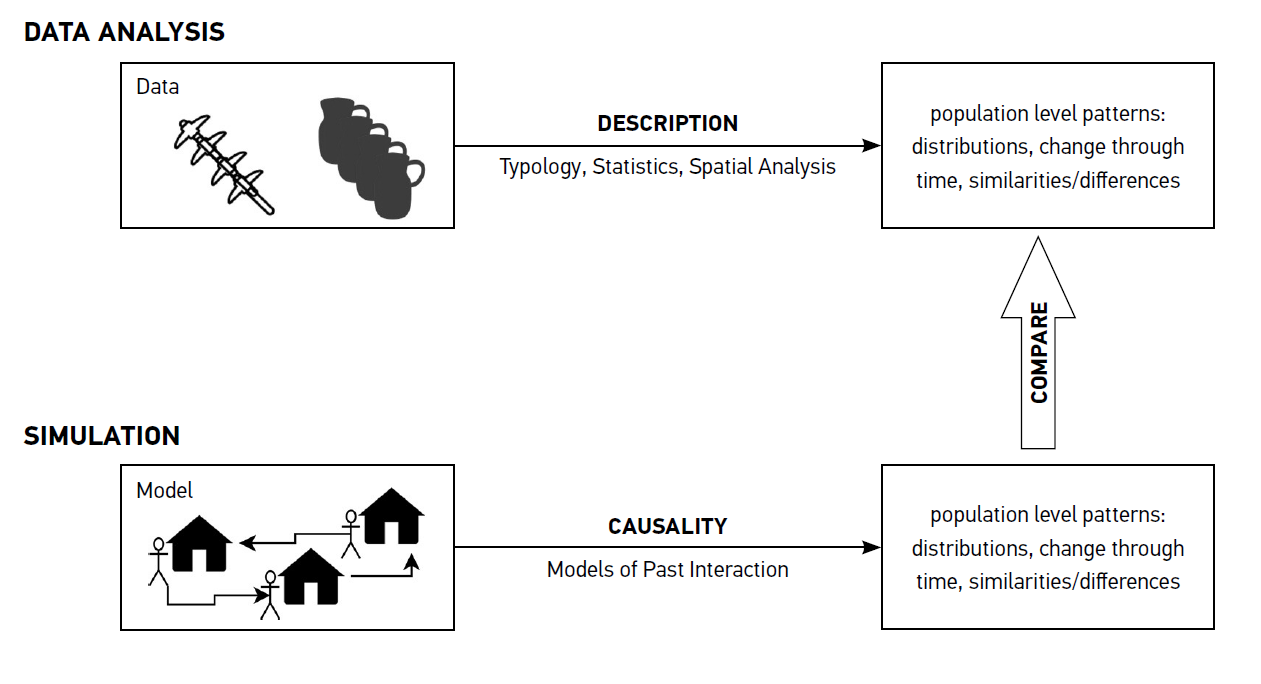 DATA ANALYSIS
Data
DESCRIPTION
Typology, Statistics, Spatial Analysis
population level patterns:
distributions, change through
time, similarities/differences
COMPARE
SIMULATION
Model
CAUSALITY
Models of Past Interaction
population level patterns:
distributions, change through
time, similarities/differences